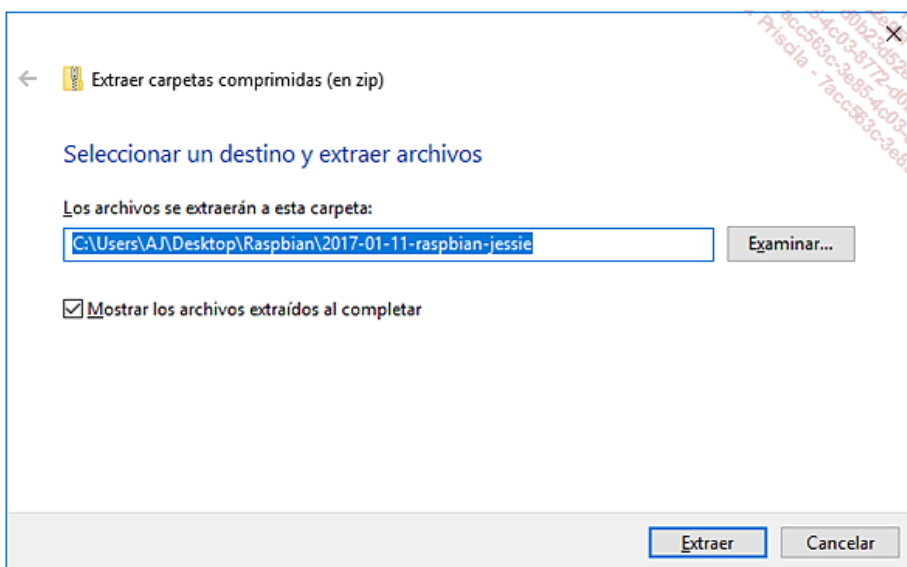 Extraer carpetas comprimidas (en zip)
Seleccionar un destino y extraer archivos
Los archivos se extraerán a esta carpeta:
C:\Users\AJ\Desktop\Raspbian\2017-01-11-raspbian-jessie
Examinar...
Mostrar los archivos extraídos al completar
Extraer
Cancelar